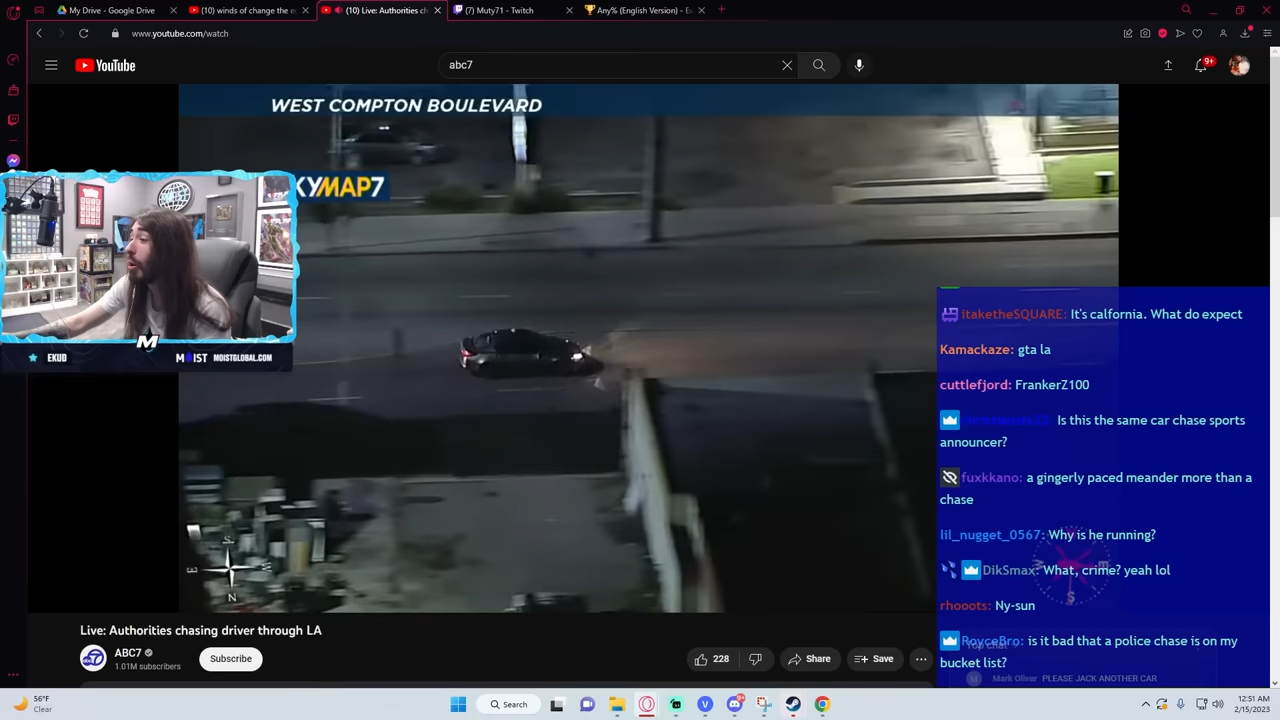 My Drive - Google Drive
(10) winds of change the e
(10) Live: Authorities ch
(7) Muty71 - Twitch
Any% (English Version) - E
www.youtube.com/watch
YouTube
abc7
9+
WEST COMPTON BOULEVARD
KYMAP7
EKUD
MOIST
MOISTGLOBAL.COM
itaketheSQUARE: It's calfornia. What do expect
Kamackaze: gta la
cuttlefjord: FrankerZ100
Is this the same car chase sports
announcer?
fuxkkano: a gingerly paced meander more than a
chase
lil_nugget_0567: Why is he running?
DikSmax: What, crime? yeah lol
rhooots: Ny-sun
RoyceBro: is it bad that a police chase is on my
bucket list?
Top chat
Mark Oliver PLEASE JACK ANOTHER CAR
S
E
W
N
W
E
S
Live: Authorities chasing driver through LA
ABC7
1.01M subscribers
Subscribe
228
Share
Save
56°F
Clear
Search
12:51 AM
2/15/2023